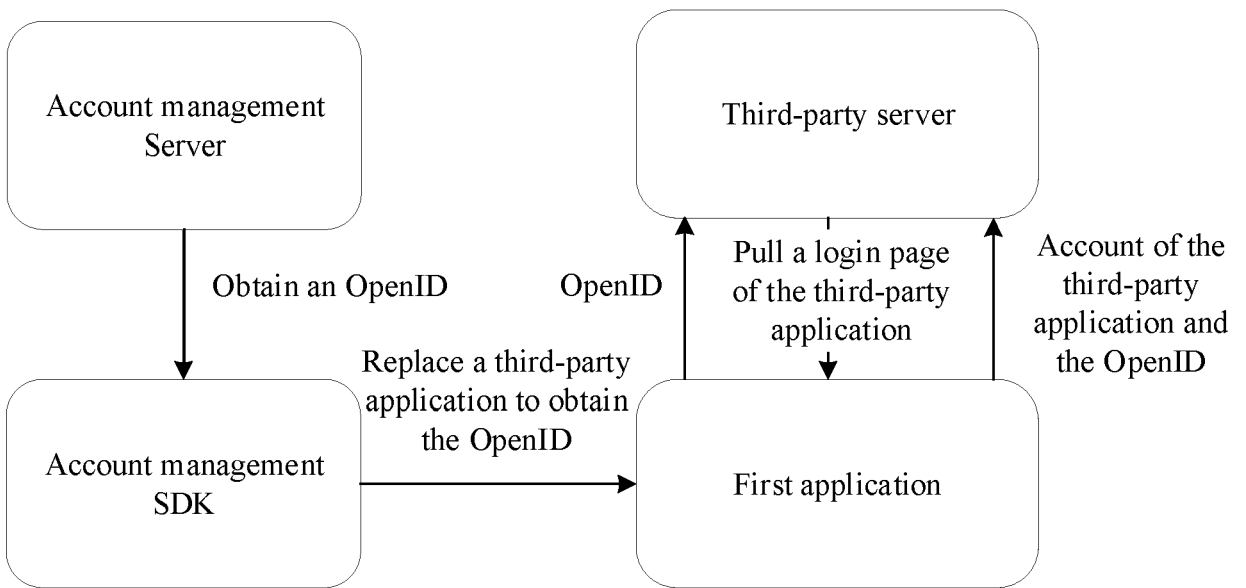 Account management
Server
Third-party server
Obtain an OpenID
OpenID
Pull a login page
of the third-party
application
Account of the
third-party
application and
the OpenID
Replace a third-party
application to obtain
the OpenID
Account management
SDK
First application